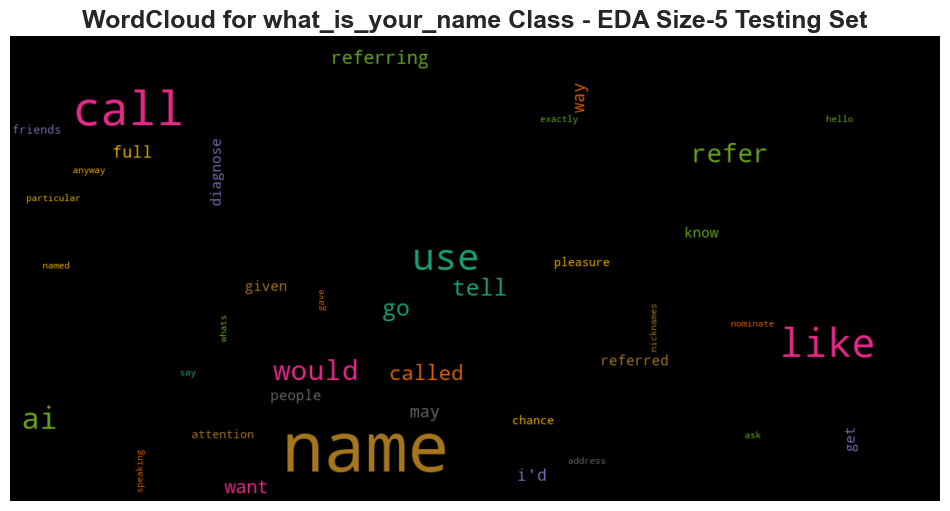 WordCloud for what_is_your_name Class - EDA Size-5 Testing Set
referring
call
way
exactly
hello
friends
full
diagnose
refer
anyway
particular
know
use
pleasure
named
tell
given
gave
go
whats
nicknames
nominate
like
would
called
referred
say
people
ai
may
chance
name
attention
ask
get
speaking
address
i'd
want